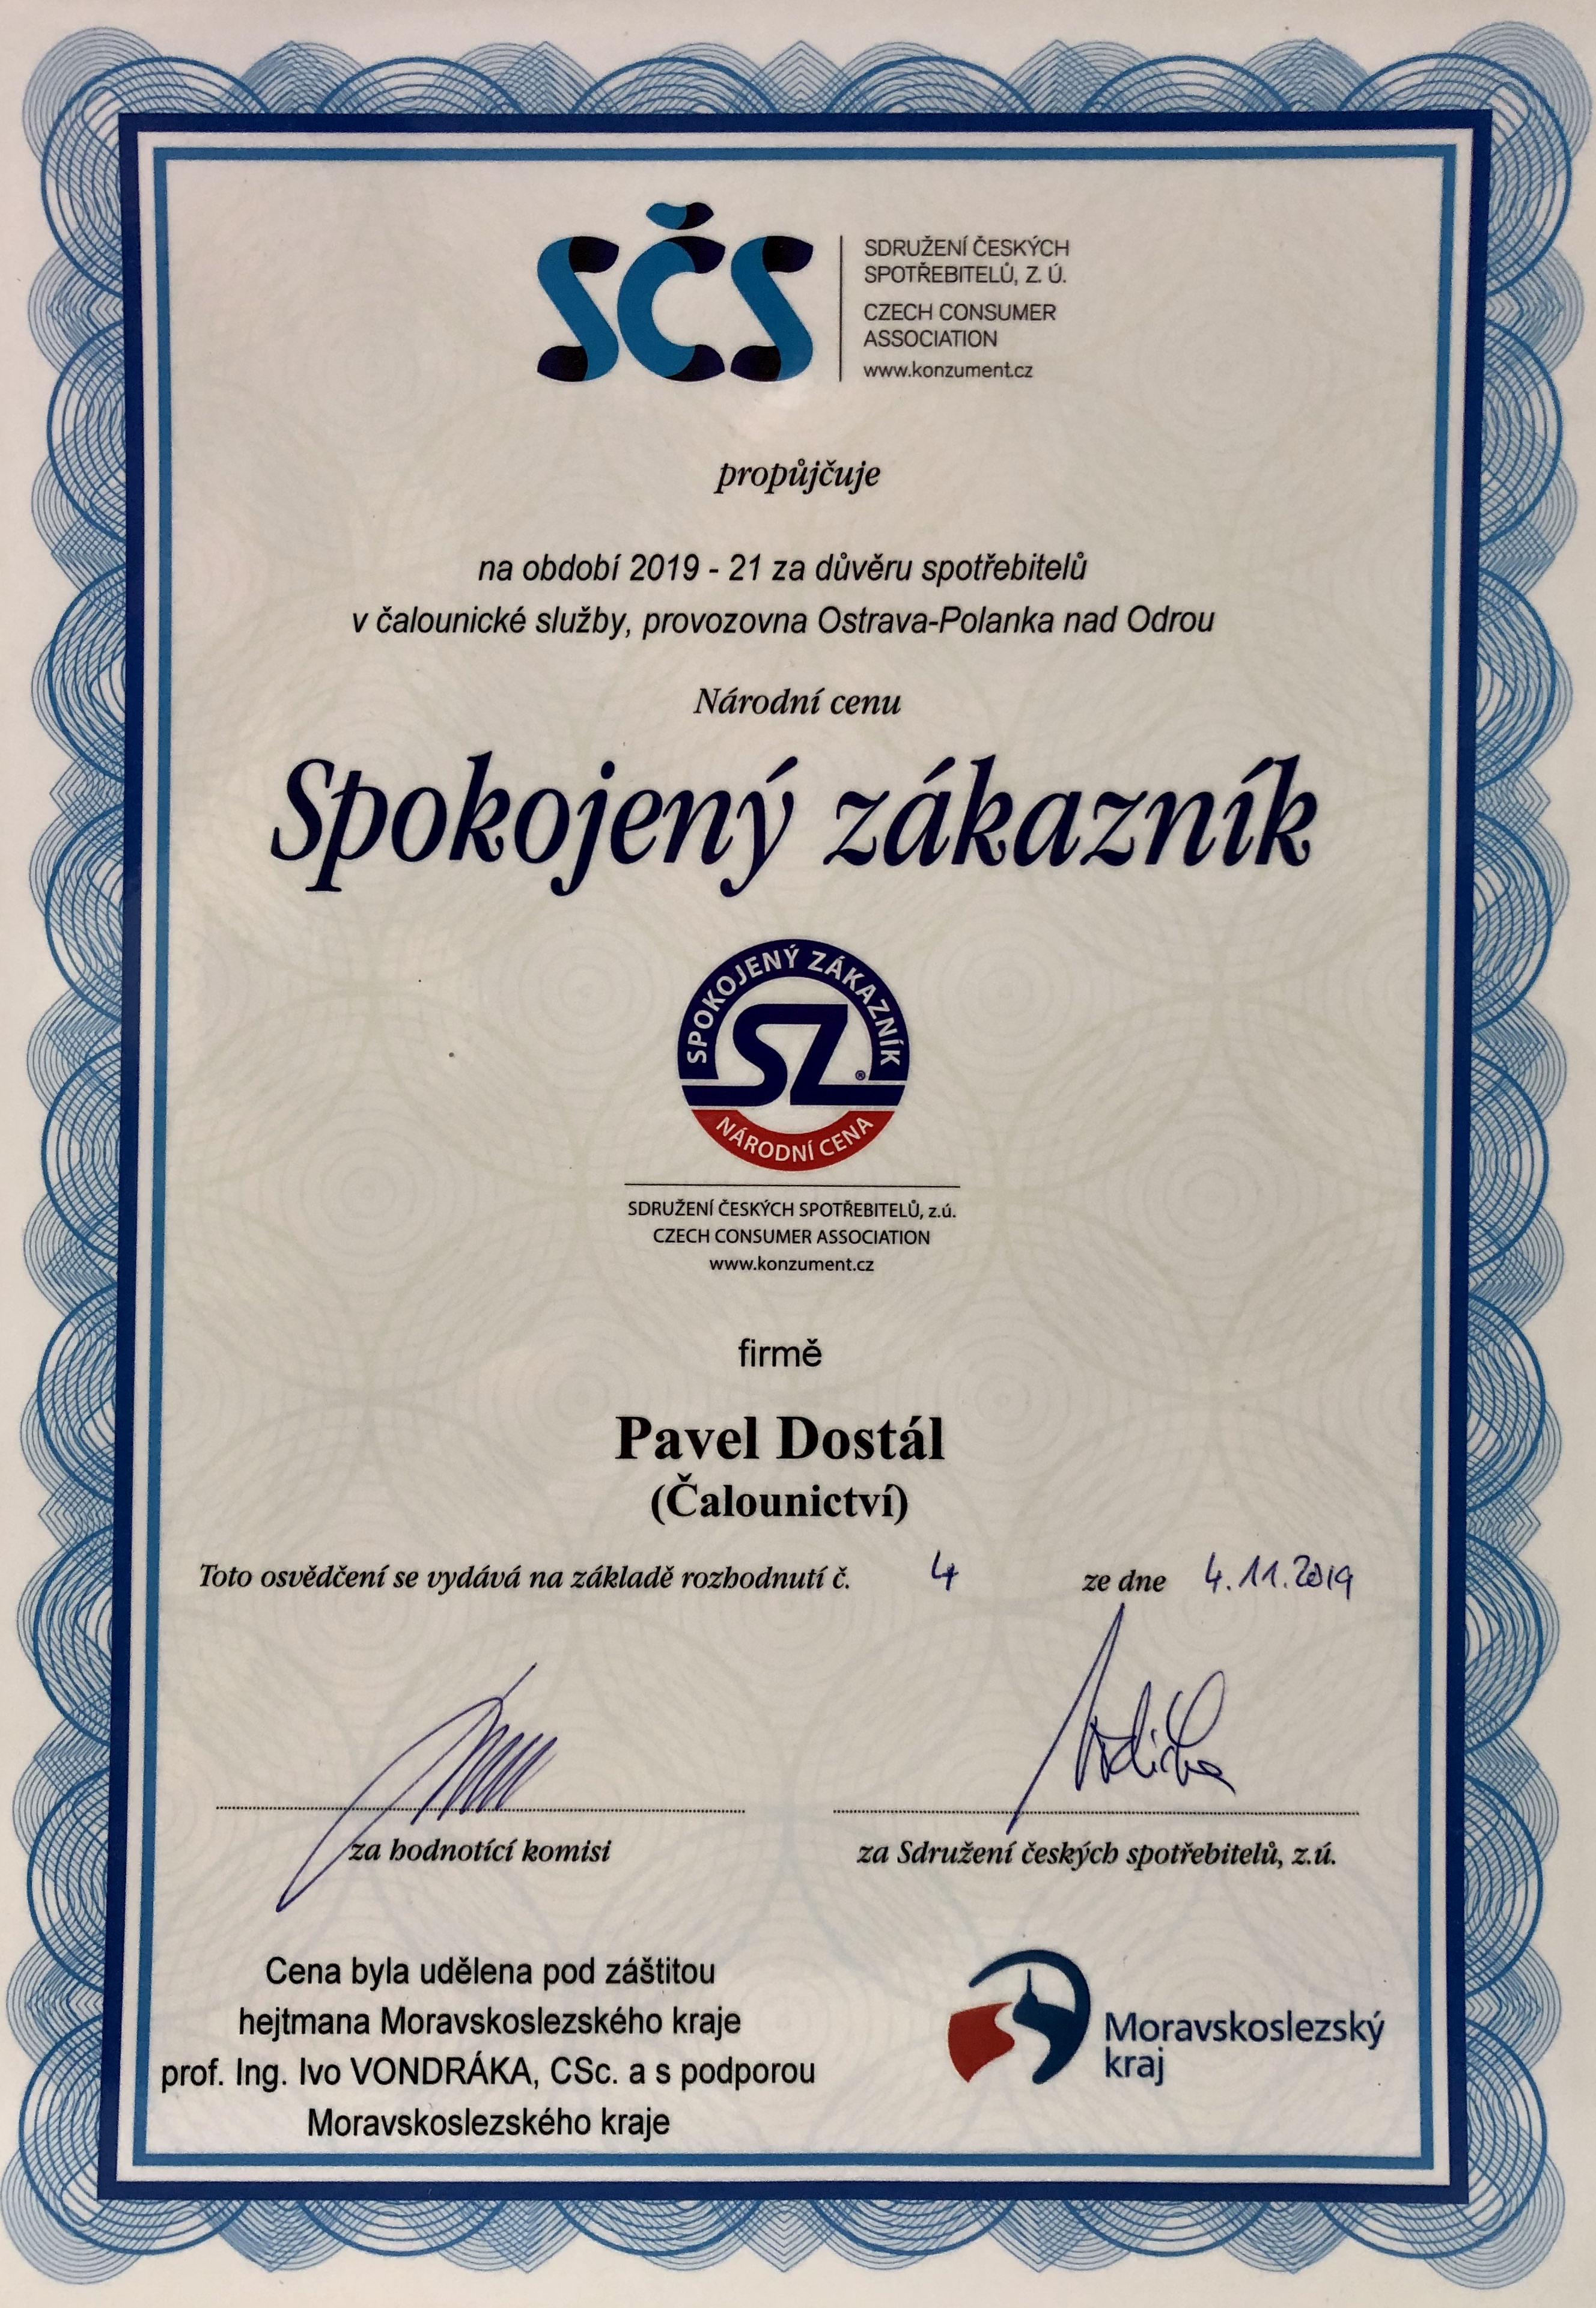 SČS
SDRUŽENÍ ČESKÝCH
SPOTŘEBITELŮ, Z. Ú.
CZECH CONSUMER
ASSOCIATION
www.konzument.cz
propůjčuje
na období 2019 - 21 za důvěru spotřebitelů
v čalounické služby, provozovna Ostrava-Polanka nad Odrou
Národní cenu
Spokojený zákazník
SPOKOJENÝ ZÁKAZNÍK
SZ®
NÁRODNÍ CENA
SDRUŽENÍ ČESKÝCH SPOTŘEBITELŮ, z.ú.
CZECH CONSUMER ASSOCIATION
www.konzument.cz
firmě
Pavel Dostál
(Čalounictví)
Toto osvědčení se vydává na základě rozhodnutí č. 4 ze dne 4.11.2019
za hodnotící komisi
za Sdružení českých spotřebitelů, z.ú.
Cena byla udělena pod záštitou
hejtmana Moravskoslezského kraje
prof. Ing. Ivo VONDRÁKA, CSc. a s podporou
Moravskoslezského kraje
Moravskoslezský
kraj